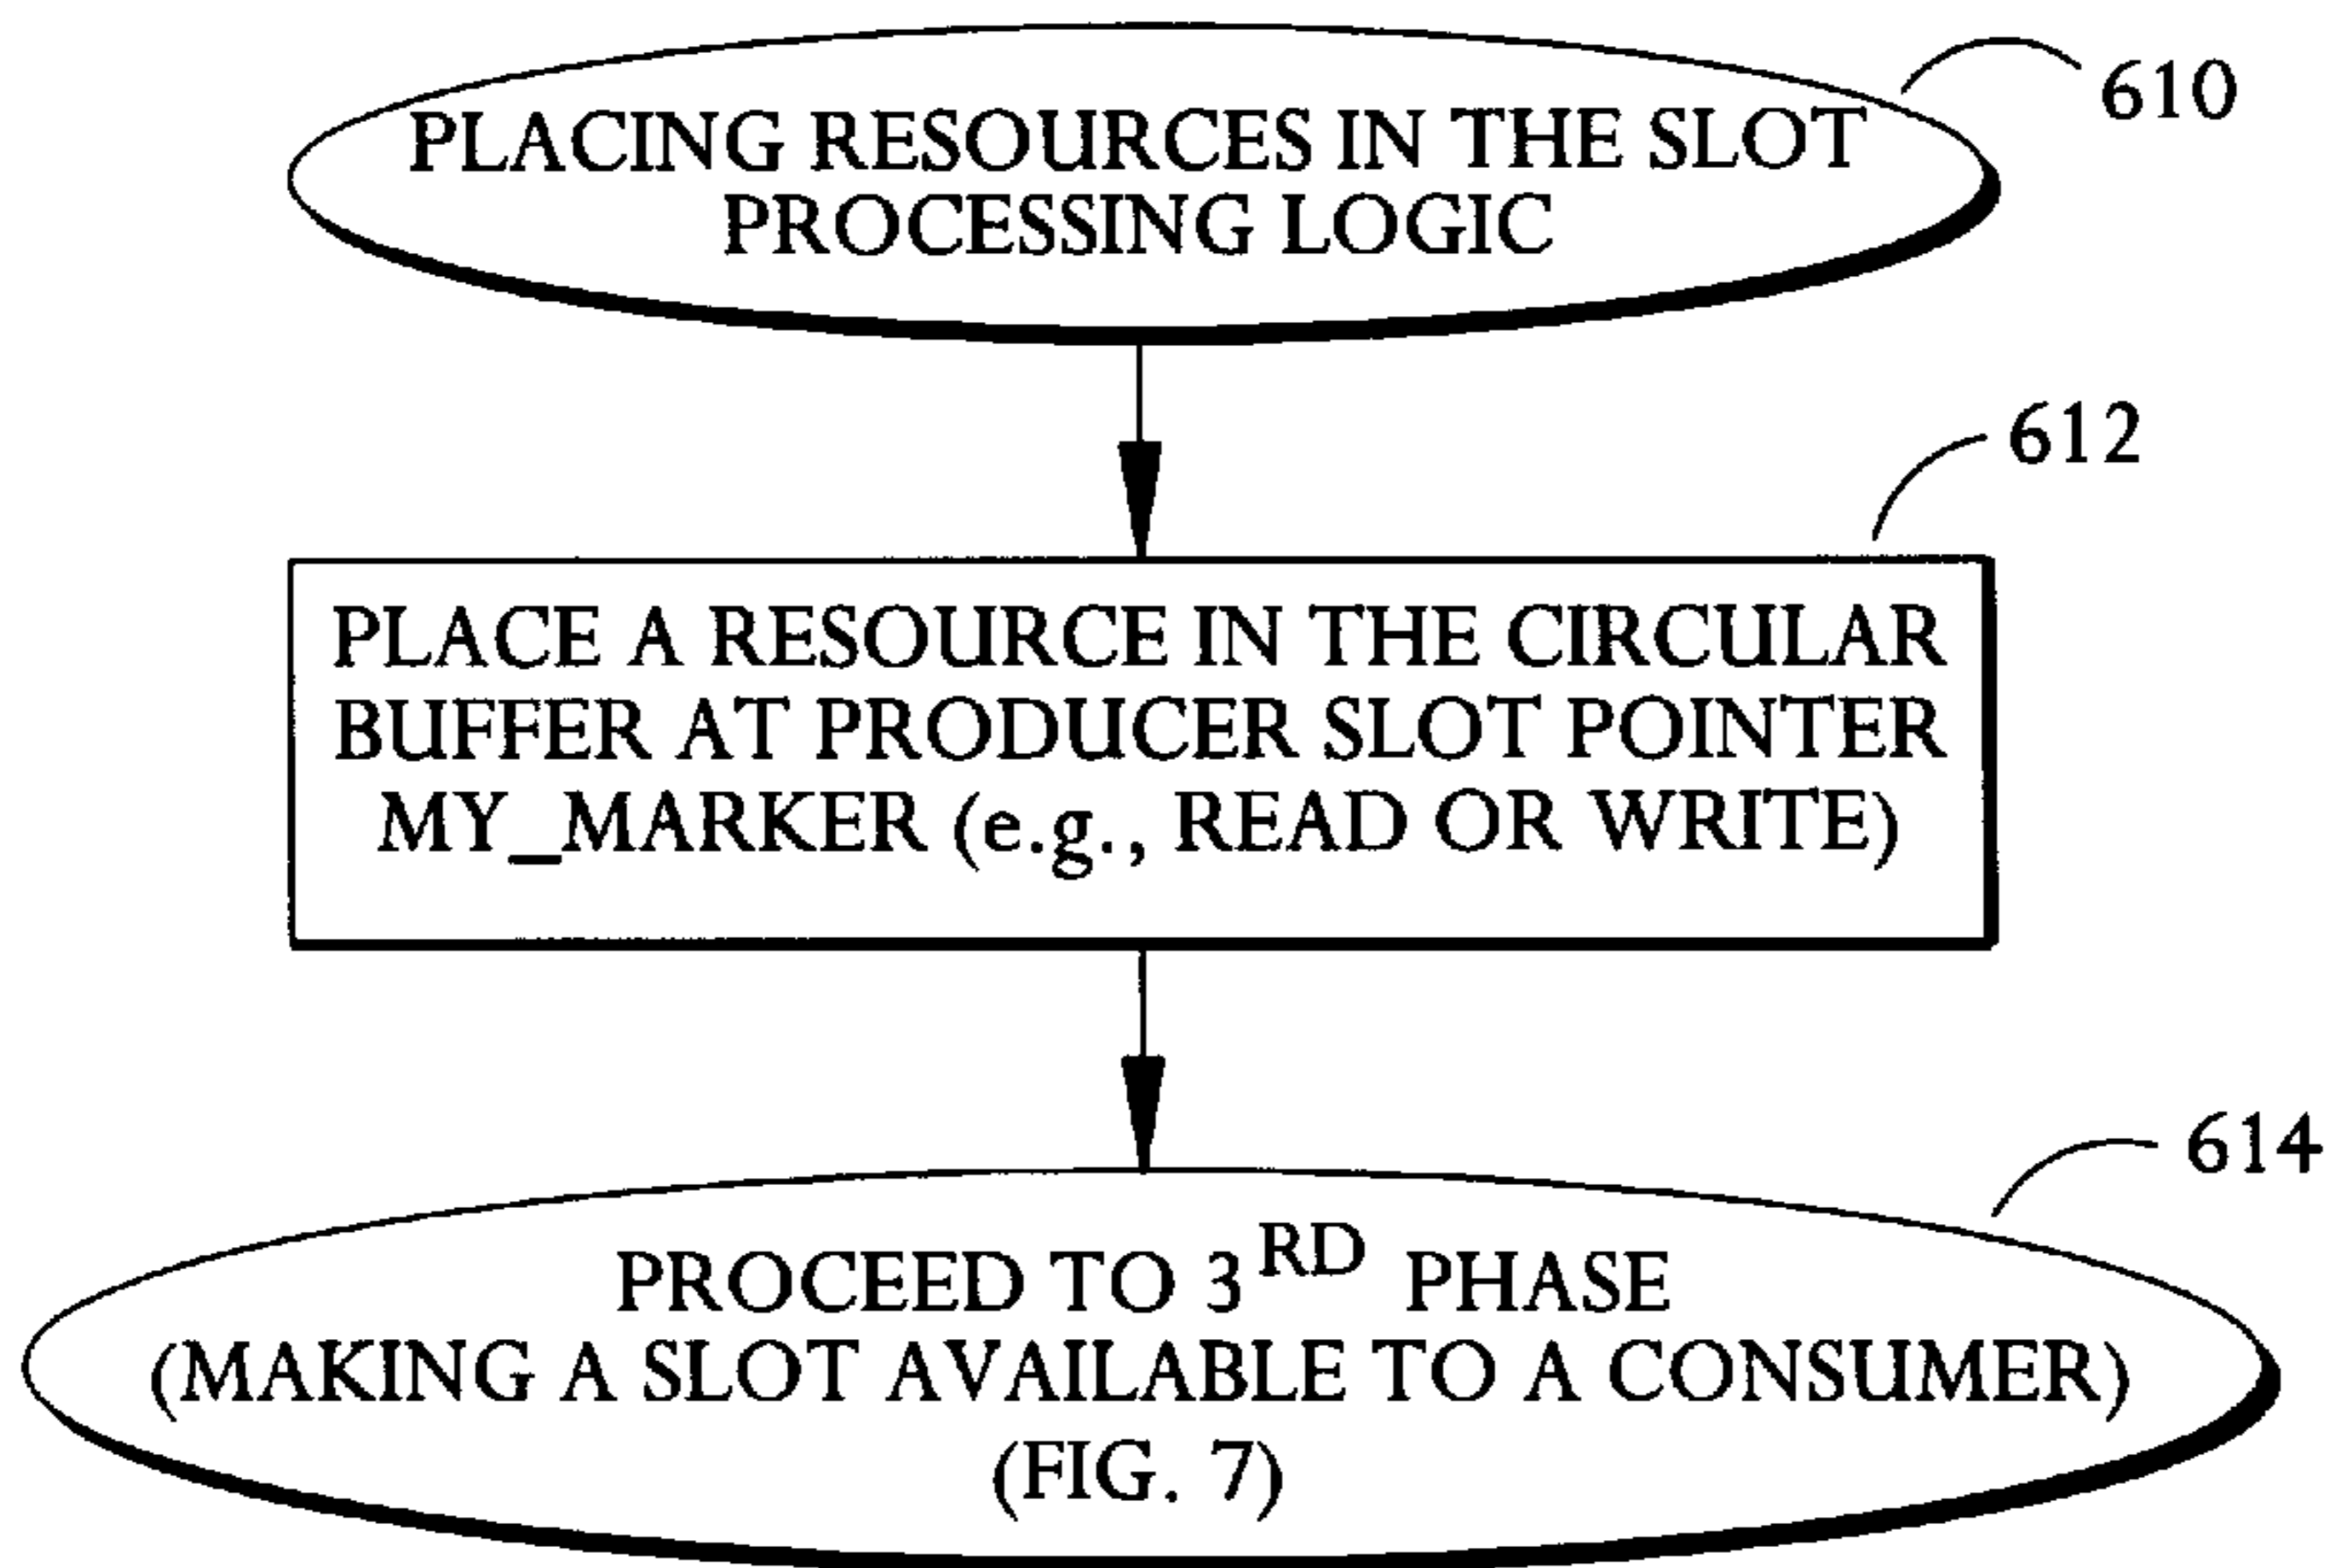 610
PLACING RESOURCES IN THE SLOT
PROCESSING LOGIC
612
PLACE A RESOURCE IN THE CIRCULAR
BUFFER AT PRODUCER SLOT POINTER
MY_MARKER (e.g., READ OR WRITE)
614
PROCEED TO 3RD PHASE
(MAKING A SLOT AVAILABLE TO A CONSUMER)
(FIG. 7)